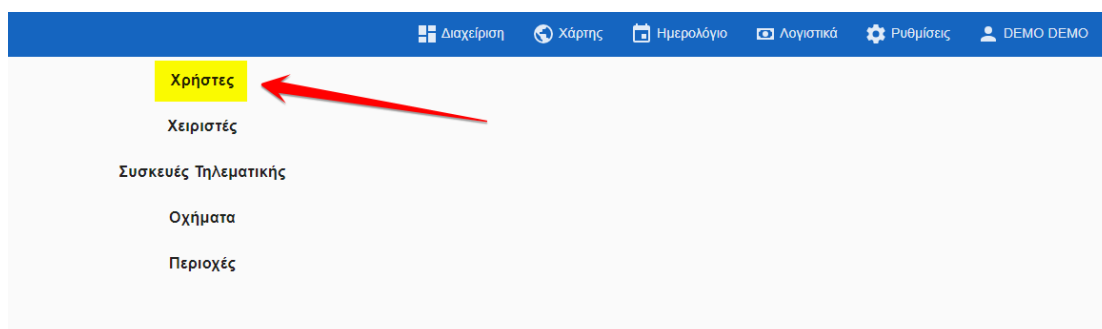 Διαχείριση Χάρτης Ημερολόγιο Λογιστικά Ρυθμίσεις DEMO DEMO
Χρήστες
Χειριστές
Συσκευές Τηλεματικής
Οχήματα
Περιοχές